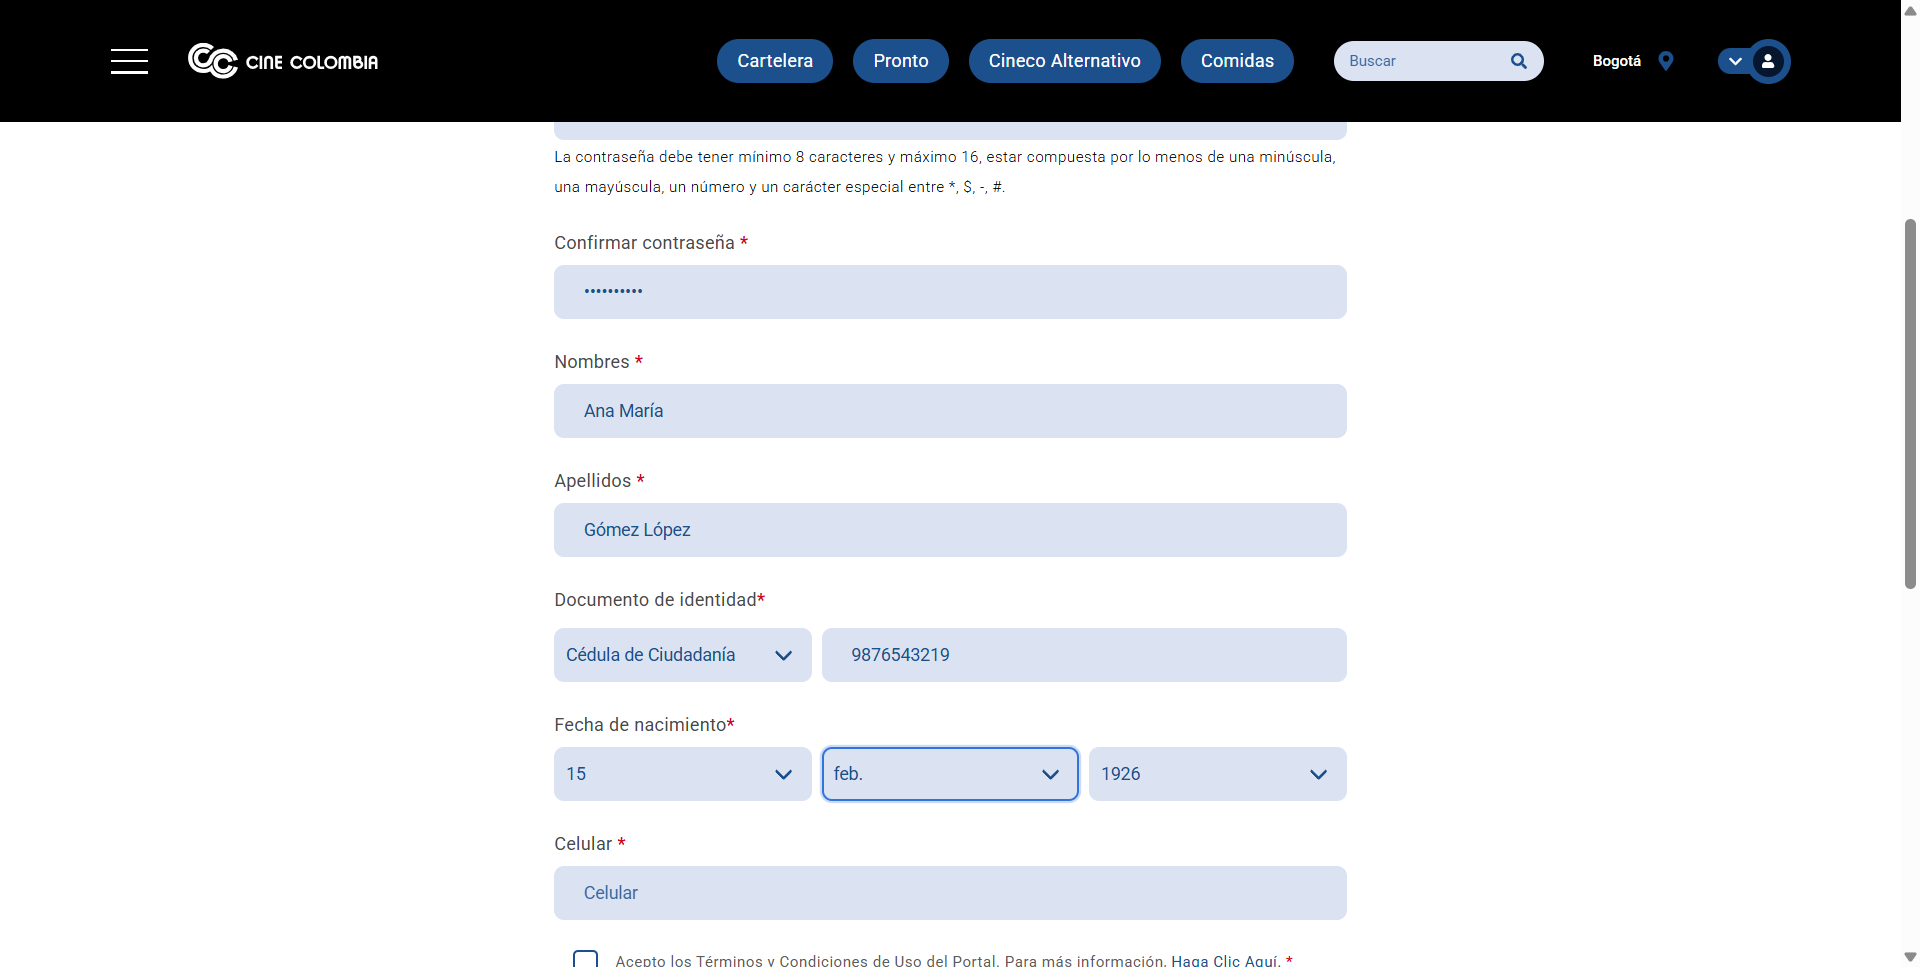 CINE COLOMBIA
Cartelera
Pronto
Cineco Alternativo
Comidas
Buscar
Bogotá
La contraseña debe tener mínimo 8 caracteres y máximo 16, estar compuesta por lo menos de una minúscula,
una mayúscula, un número y un carácter especial entre *, $, -, #.
Confirmar contraseña *
••••••••••
Nombres *
Ana María
Apellidos *
Gómez López
Documento de identidad*
Cédula de Ciudadanía
9876543219
Fecha de nacimiento*
15
feb.
1926
Celular *
Celular
Acepto los Términos y Condiciones de Uso del Portal. Para más información, Haga Clic Aquí. *